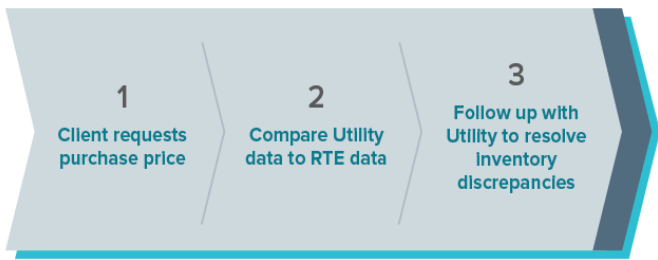 1
Client requests
purchase price
2
Compare Utility
data to RTE data
3
Follow up with
Utility to resolve
inventory
discrepancies